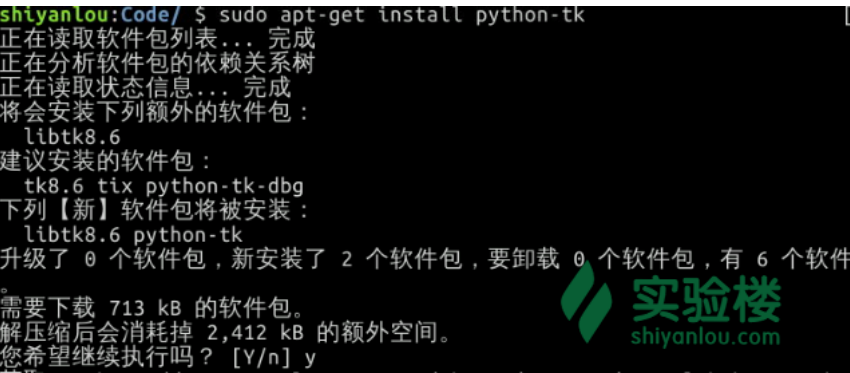 shiyanlou:Code/ $ sudo apt-get install python-tk
正在读取软件包列表... 完成
正在分析软件包的依赖关系树
正在读取状态信息... 完成
将会安装下列额外的软件包：
libtk8.6
建议安装的软件包：
tk8.6 tix python-tk-dbg
下列【新】软件包将被安装：
libtk8.6 python-tk
升级了 0 个软件包，新安装了 2 个软件包，要卸载 0 个软件包，有 6 个软件
。
需要下载 713 kB 的软件包。
解压缩后会消耗掉 2,412 kB 的额外空间。
您希望继续执行吗？ [Y/n] y
实验楼
shiyanlou.com